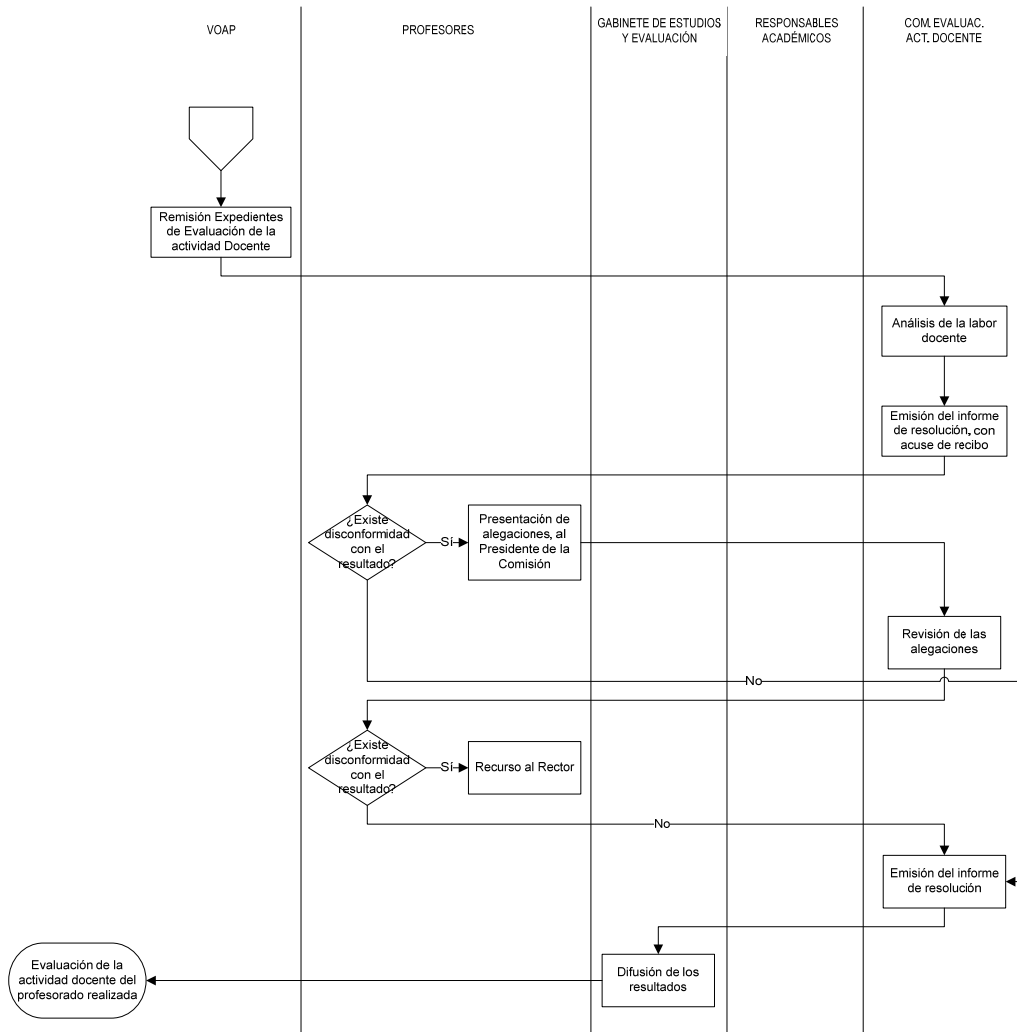 VOAP
PROFESORES
GABINETE DE ESTUDIOS
Y EVALUACIÓN
RESPONSABLES
ACADÉMICOS
COM. EVALUAC.
ACT. DOCENTE
Remisión Expedientes
de Evaluación de la
actividad Docente
Análisis de la labor
docente
Emisión del informe
de resolución, con
acuse de recibo
¿Existe
disconformidad
con el
resultado?
Sí
Presentación de
alegaciones, al
Presidente de la
Comisión
Revisión de las
alegaciones
No
¿Existe
disconformidad
con el
resultado?
Sí
Recurso al Rector
No
Emisión del informe
de resolución
Difusión de los
resultados
Evaluación de la
actividad docente del
profesorado realizada